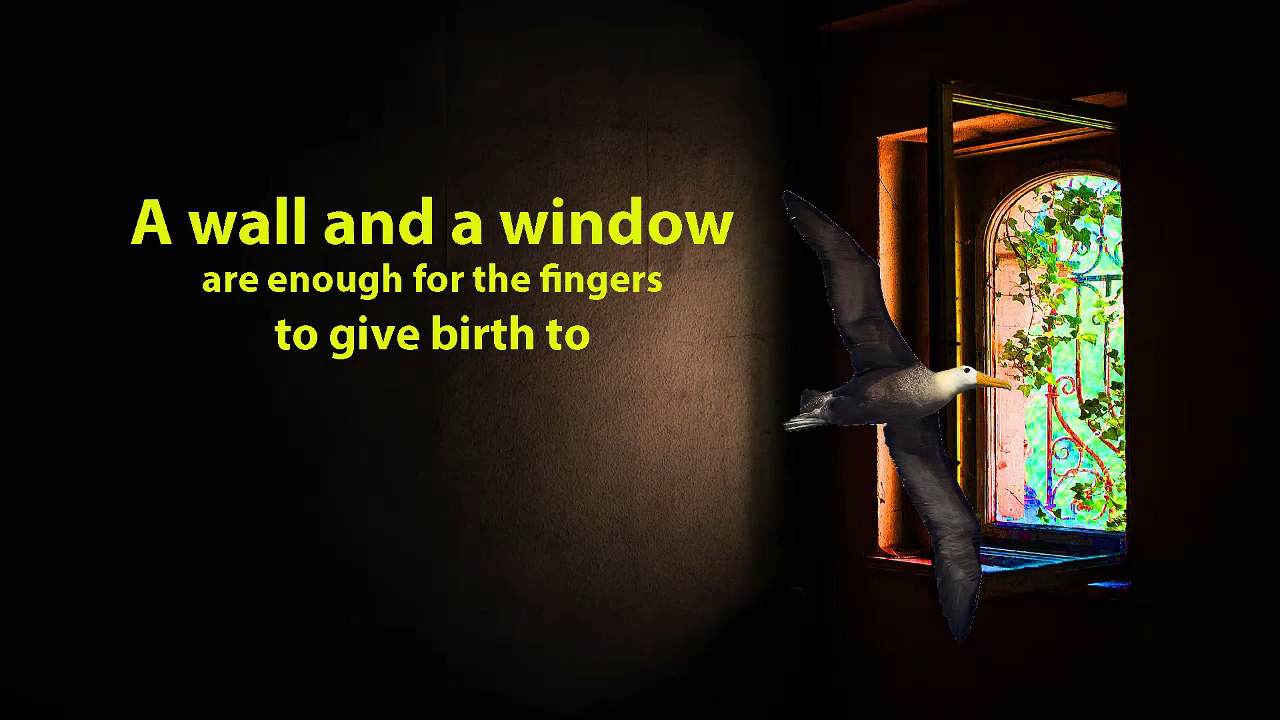 A wall and a window
are enough for the fingers
to give birth to